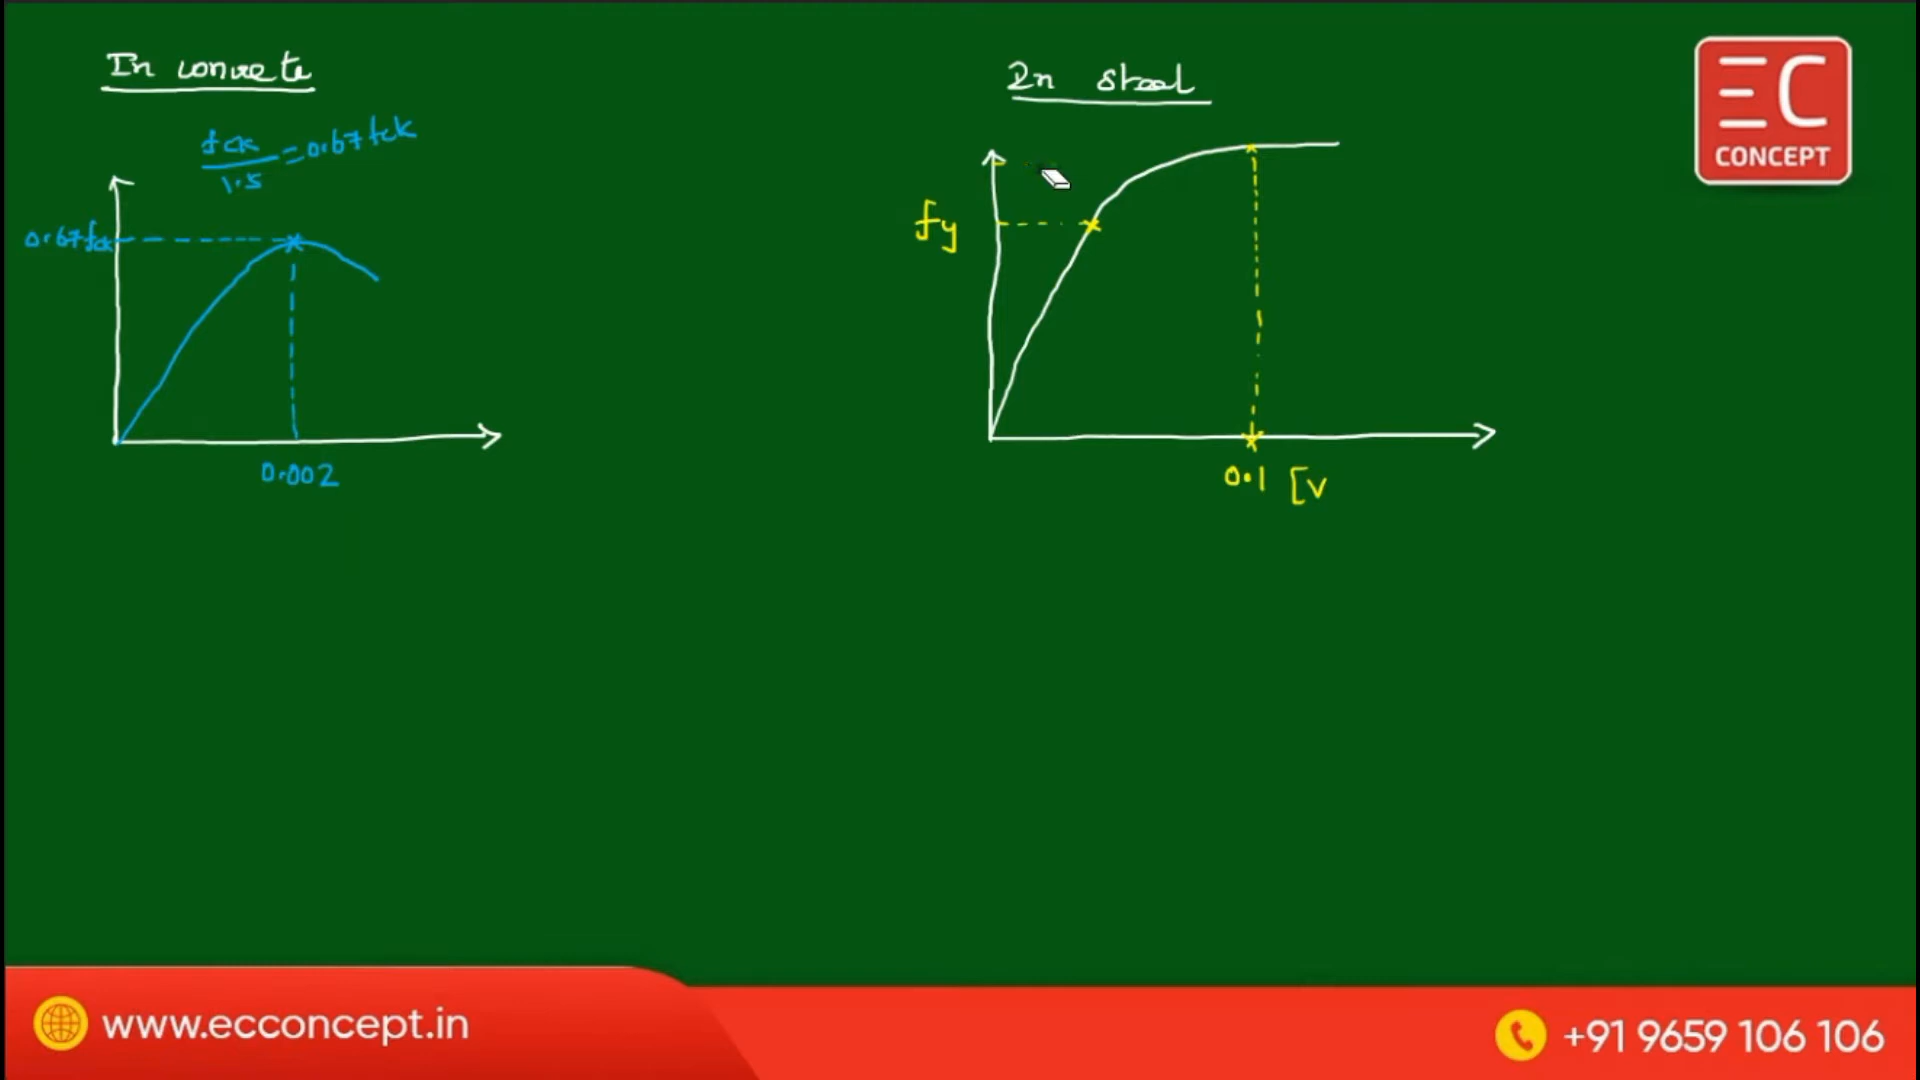 In concrete
fck
1.5
= 0.67 fck
0.67 fck
0.002
In steel
fy
0.1 [v
EC
CONCEPT
www.ecconcept.in
+91 9659 106 106